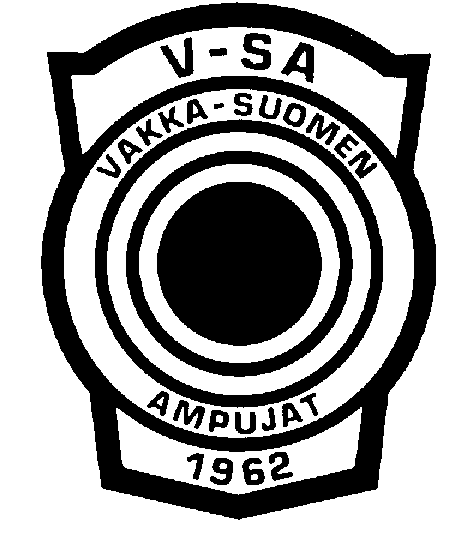 V-SA
VAKKA-SUOMEN
AMPUJAT
1962